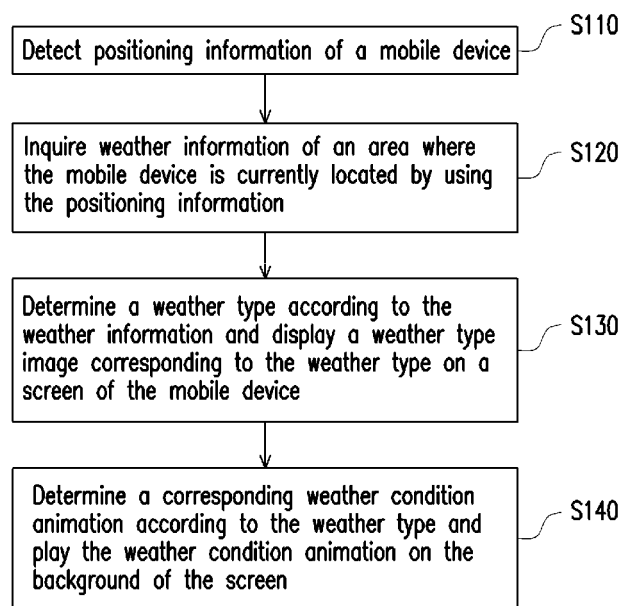 S110
Detect positioning information of a mobile device
S120
Inquire weather information of an area where
the mobile device is currently located by using
the positioning information
S130
Determine a weather type according to the
weather information and display a weather type
image corresponding to the weather type on a
screen of the mobile device
S140
Determine a corresponding weather condition
animation according to the weather type and
play the weather condition animation on the
background of the screen